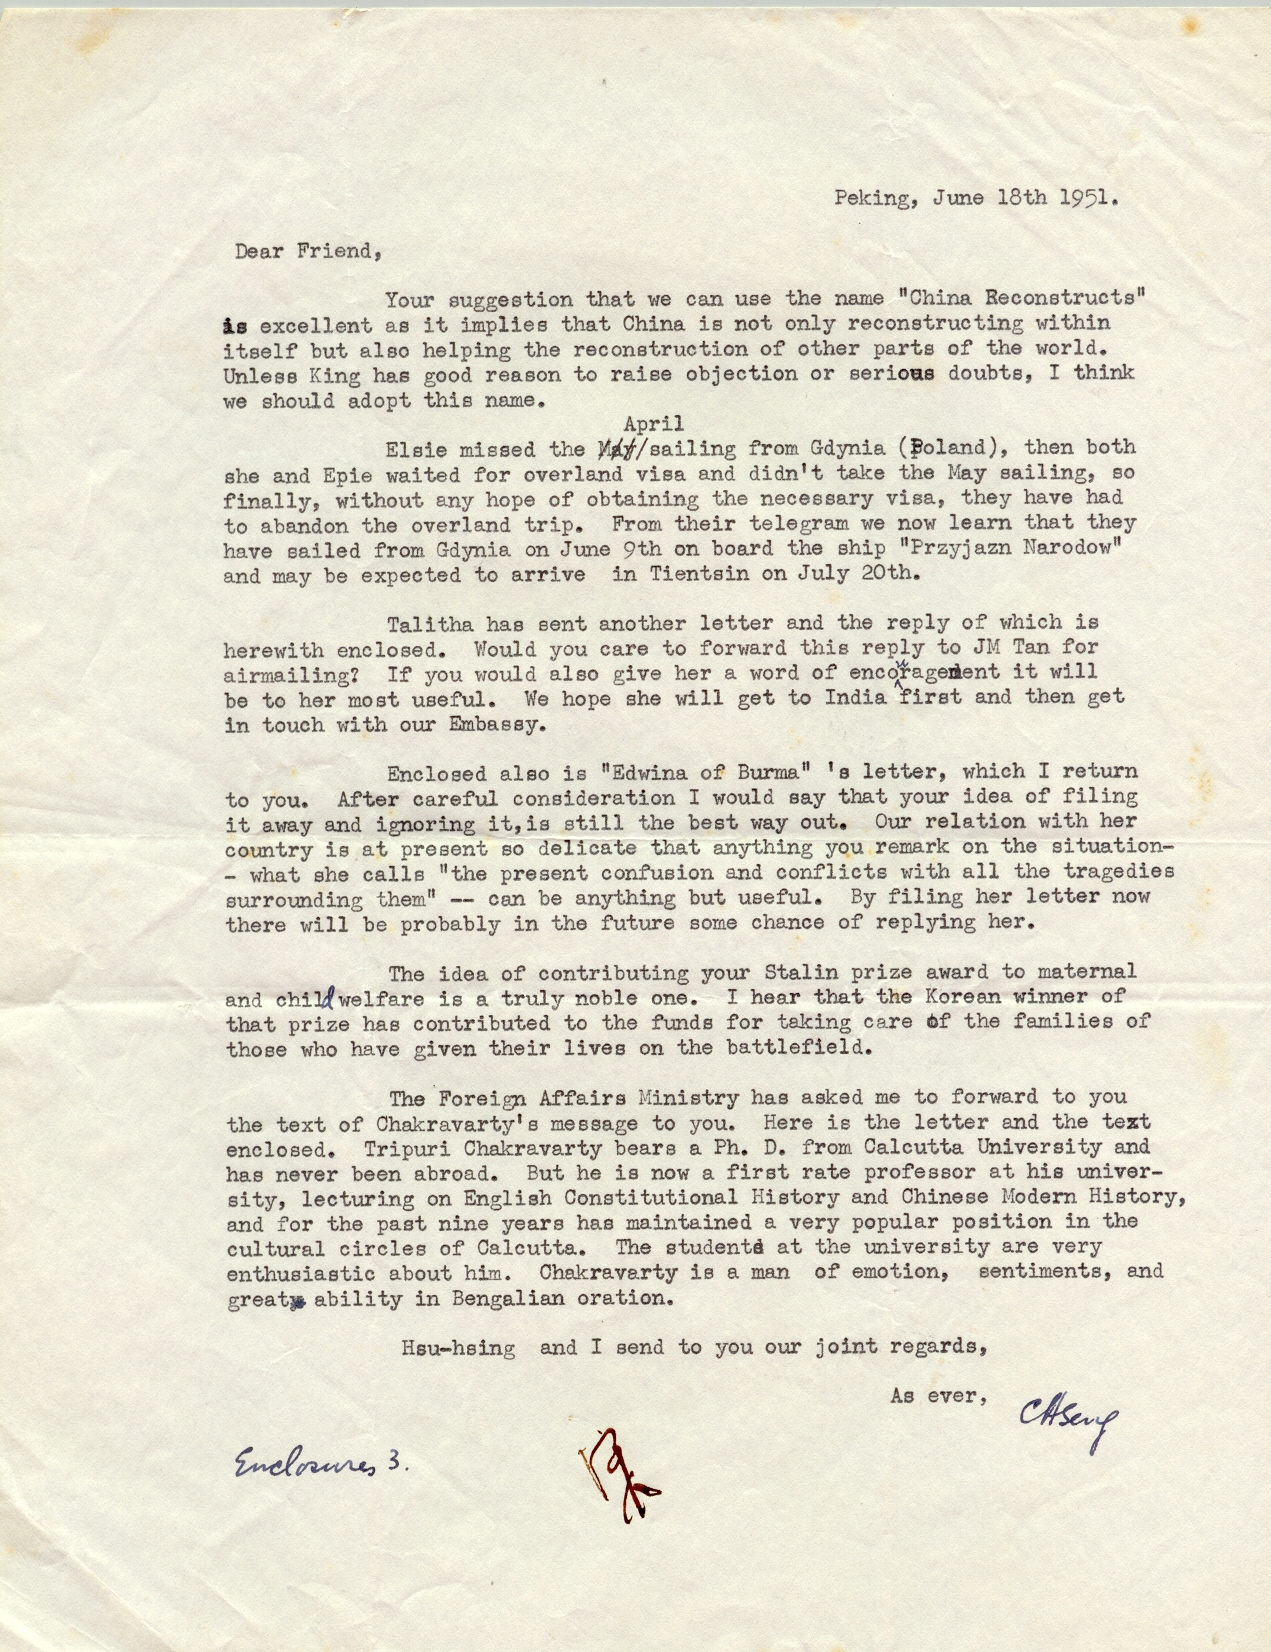 Peking, June 18th 1951.
Dear Friend,
Your suggestion that we can use the name "China Reconstructs"
is excellent as it implies that China is not only reconstructing within
itself but also helping the reconstruction of other parts of the world.
Unless King has good reason to raise objection or serious doubts, I think
we should adopt this name.
April
Elsie missed the May/sailing from Gdynia (Poland), then both
she and Epie waited for overland visa and didn't take the May sailing, so
finally, without any hope of obtaining the necessary visa, they have had
to abandon the overland trip. From their telegram we now learn that they
have sailed from Gdynia on June 9th on board the ship "Przyjazn Narodow"
and may be expected to arrive in Tientsin on July 20th.
Talitha has sent another letter and the reply of which is
herewith enclosed. Would you care to forward this reply to JM Tan for
airmailing? If you would also give her a word of encouragement it will
be to her most useful. We hope she will get to India first and then get
in touch with our Embassy.
Enclosed also is "Edwina of Burma" 's letter, which I return
to you. After careful consideration I would say that your idea of filing
it away and ignoring it,is still the best way out. Our relation with her
country is at present so delicate that anything you remark on the situation-
- what she calls "the present confusion and conflicts with all the tragedies
surrounding them" -- can be anything but useful. By filing her letter now
there will be probably in the future some chance of replying her.
The idea of contributing your Stalin prize award to maternal
and child welfare is a truly noble one. I hear that the Korean winner of
that prize has contributed to the funds for taking care of the families of
those who have given their lives on the battlefield.
The Foreign Affairs Ministry has asked me to forward to you
the text of Chakravarty's message to you. Here is the letter and the text
enclosed. Tripuri Chakravarty bears a Ph. D. from Calcutta University and
has never been abroad. But he is now a first rate professor at his univer-
sity, lecturing on English Constitutional History and Chinese Modern History,
and for the past nine years has maintained a very popular position in the
cultural circles of Calcutta. The students at the university are very
enthusiastic about him. Chakravarty is a man of emotion, sentiments, and
great ability in Bengalian oration.
Hsu-hsing and I send to you our joint regards,
As ever,
CHSeng
Enclosures 3.